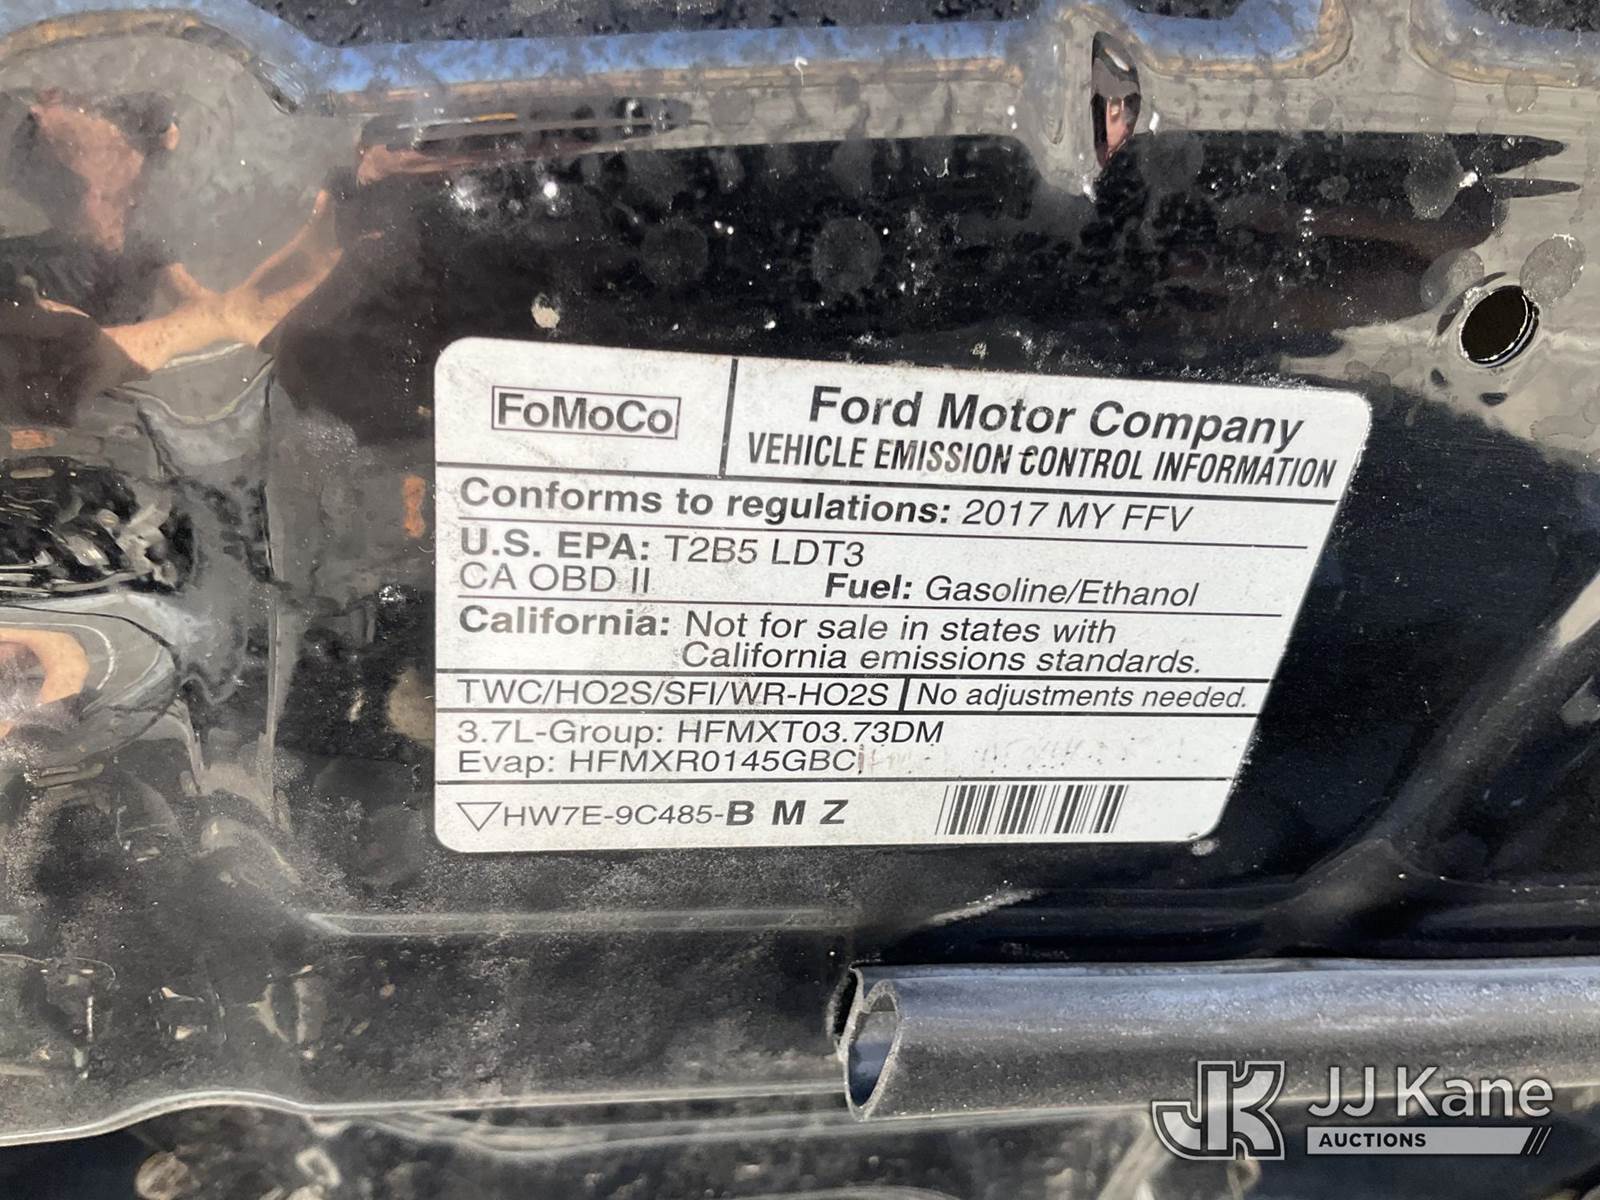 FoMoCo
Ford Motor Company
VEHICLE EMISSION CONTROL INFORMATION
Conforms to regulations: 2017 MY FFV
U.S. EPA: T2B5 LDT3
CA OBD II Fuel: Gasoline/Ethanol
California: Not for sale in states with
California emissions standards.
TWC/HO2S/SFI/WR-HO2S No adjustments needed.
3.7L-Group: HFMXT03.73DM
Evap: HFMXR0145GBC
HW7E-9C485-B M Z
JK JJ Kane
AUCTIONS